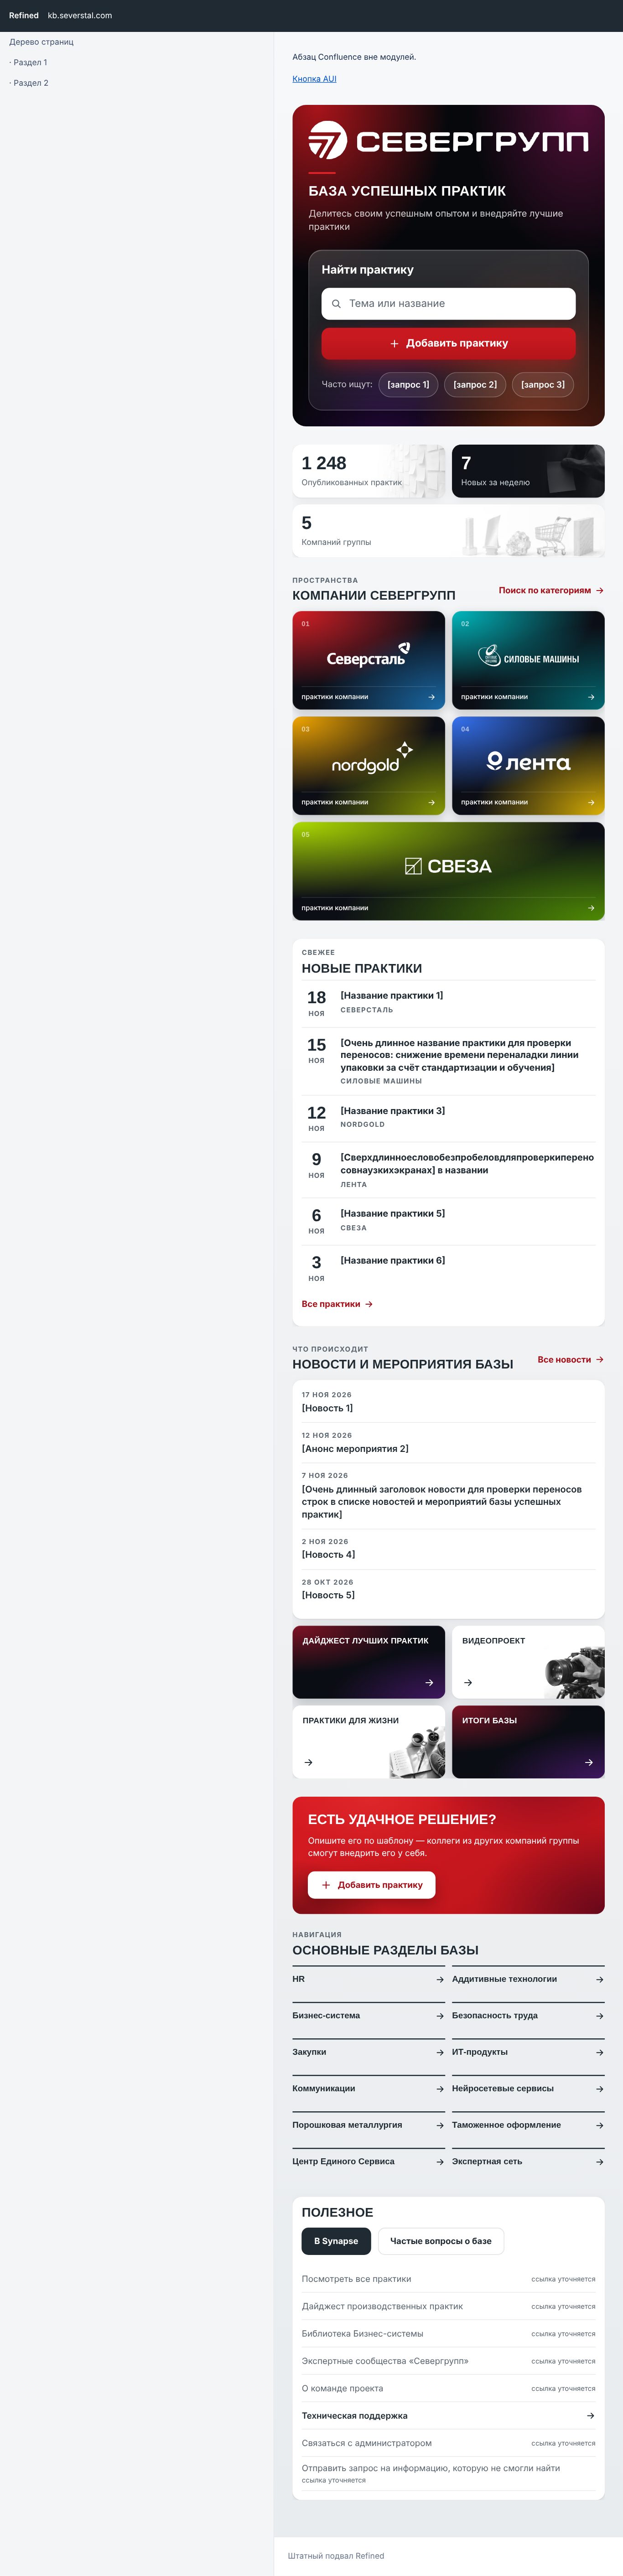 Refined kb.severstal.com
Дерево страниц
· Раздел 1
· Раздел 2
Абзац Confluence вне модулей.
Кнопка AUI
СЕВЕРГРУПП
БАЗА УСПЕШНЫХ ПРАКТИК
Делитесь своим успешным опытом и внедряйте лучшие
практики
Найти практику
Тема или название
+ Добавить практику
Часто ищут: [запрос 1] [запрос 2] [запрос 3]
1 248
Опубликованных практик
7
Новых за неделю
5
Компаний группы
ПРОСТРАНСТВА
КОМПАНИИ СЕВЕРГРУПП
Поиск по категориям →
01
Северсталь
практики компании →
02
СИЛОВЫЕ МАШИНЫ
практики компании →
03
nordgold
практики компании →
04
лента
практики компании →
05
СВЕЗА
практики компании →
СВЕЖЕЕ
НОВЫЕ ПРАКТИКИ
18 НОЯ
[Название практики 1]
СЕВЕРСТАЛЬ
15 НОЯ
[Очень длинное название практики для проверки
переносов: снижение времени переналадки линии
упаковки за счёт стандартизации и обучения]
СИЛОВЫЕ МАШИНЫ
12 НОЯ
[Название практики 3]
NORDGOLD
9 НОЯ
[Сверхдлинноесловобезпробеловдляпроверкиперено
совнаузкихэкранах] в названии
ЛЕНТА
6 НОЯ
[Название практики 5]
СВЕЗА
3 НОЯ
[Название практики 6]
Все практики →
ЧТО ПРОИСХОДИТ
НОВОСТИ И МЕРОПРИЯТИЯ БАЗЫ
Все новости →
17 НОЯ 2026
[Новость 1]
12 НОЯ 2026
[Анонс мероприятия 2]
7 НОЯ 2026
[Очень длинный заголовок новости для проверки переносов
строк в списке новостей и мероприятий базы успешных
практик]
2 НОЯ 2026
[Новость 4]
28 ОКТ 2026
[Новость 5]
ДАЙДЖЕСТ ЛУЧШИХ ПРАКТИК
→
ВИДЕОПРОЕКТ
→
ПРАКТИКИ ДЛЯ ЖИЗНИ
→
ИТОГИ БАЗЫ
→
ЕСТЬ УДАЧНОЕ РЕШЕНИЕ?
Опишите его по шаблону — коллеги из других компаний группы
смогут внедрить его у себя.
+ Добавить практику
НАВИГАЦИЯ
ОСНОВНЫЕ РАЗДЕЛЫ БАЗЫ
HR →
Аддитивные технологии →
Бизнес-система →
Безопасность труда →
Закупки →
ИТ-продукты →
Коммуникации →
Нейросетевые сервисы →
Порошковая металлургия →
Таможенное оформление →
Центр Единого Сервиса →
Экспертная сеть →
ПОЛЕЗНОЕ
В Synapse
Частые вопросы о базе
Посмотреть все практики ссылка уточняется
Дайджест производственных практик ссылка уточняется
Библиотека Бизнес-системы ссылка уточняется
Экспертные сообщества «Севергрупп» ссылка уточняется
О команде проекта ссылка уточняется
Техническая поддержка →
Связаться с администратором ссылка уточняется
Отправить запрос на информацию, которую не смогли найти
ссылка уточняется
Штатный подвал Refined